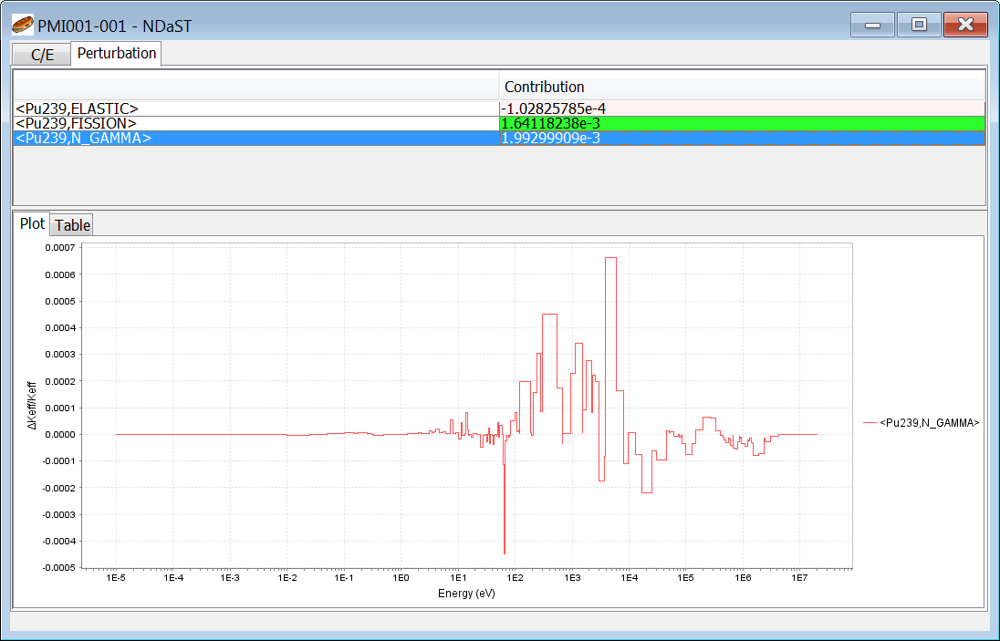 PMI001-001 - NDaST
C/E Perturbation
Contribution
<Pu239,ELASTIC> -1.02825785e-4
<Pu239,FISSION> 1.64118238e-3
<Pu239,N_GAMMA> 1.99299909e-3
Plot Table
0.0007
0.0006
0.0005
0.0004
0.0003
0.0002
0.0001
0.0000
-0.0001
-0.0002
-0.0003
-0.0004
-0.0005
ΔKeff/Keff
1E-5 1E-4 1E-3 1E-2 1E-1 1E0 1E1 1E2 1E3 1E4 1E5 1E6 1E7
Energy (eV)
<Pu239,N_GAMMA>